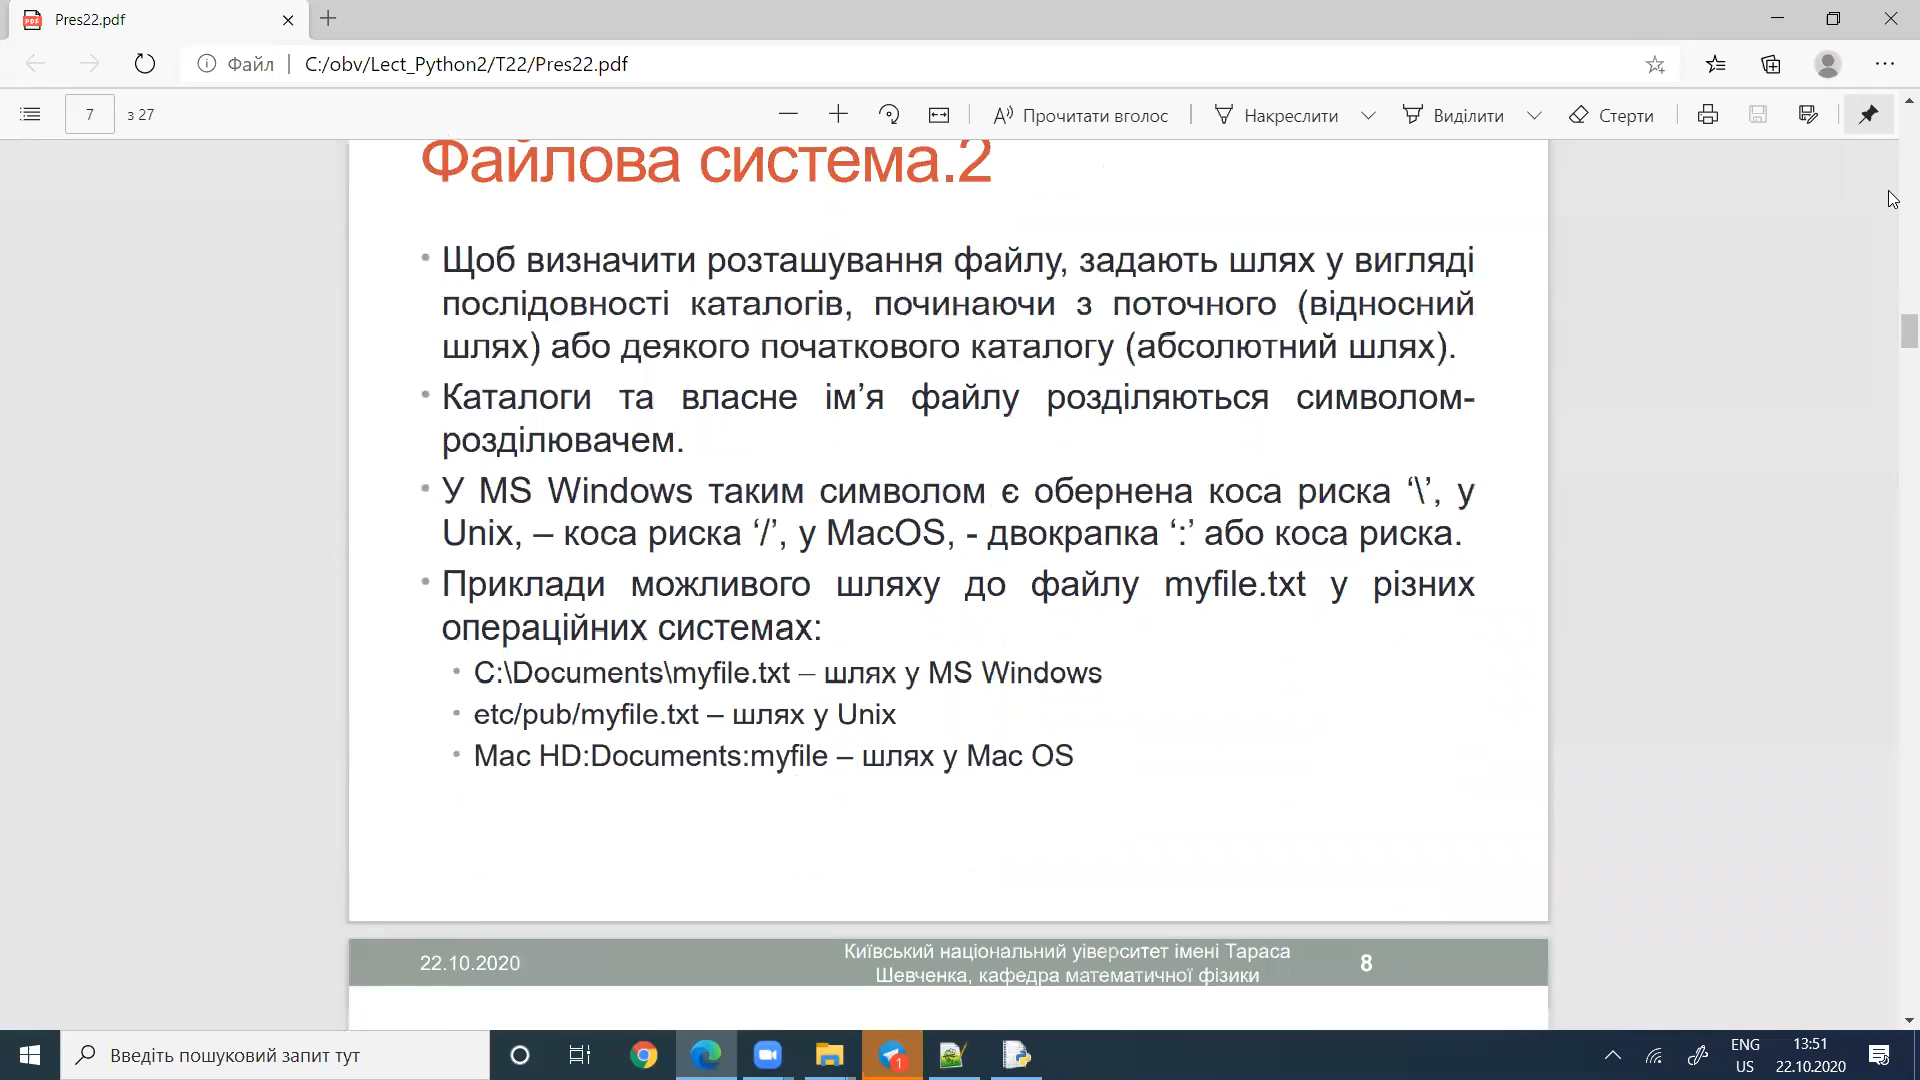 Pres22.pdf
Файл
C:/obv/Lect_Python2/T22/Pres22.pdf
7
з 27
Прочитати вголос
Накреслити
Виділити
Стерти
Файлова система.2
• Щоб визначити розташування файлу, задають шлях у вигляді
послідовності каталогів, починаючи з поточного (відносний
шлях) або деякого початкового каталогу (абсолютний шлях).
• Каталоги та власне ім’я файлу розділяються символом-
розділювачем.
• У MS Windows таким символом є обернена коса риска ‘\’, у
Unix, – коса риска ‘/’, у MacOS, - двокрапка ‘:’ або коса риска.
• Приклади можливого шляху до файлу myfile.txt у різних
операційних системах:
• C:\Documents\myfile.txt – шлях у MS Windows
• etc/pub/myfile.txt – шлях у Unix
• Mac HD:Documents:myfile – шлях у Mac OS
22.10.2020
Київський національний уіверситет імені Тараса
Шевченка, кафедра математичної фізики
8
Введіть пошуковий запит тут
1
ENG
US
13:51
22.10.2020